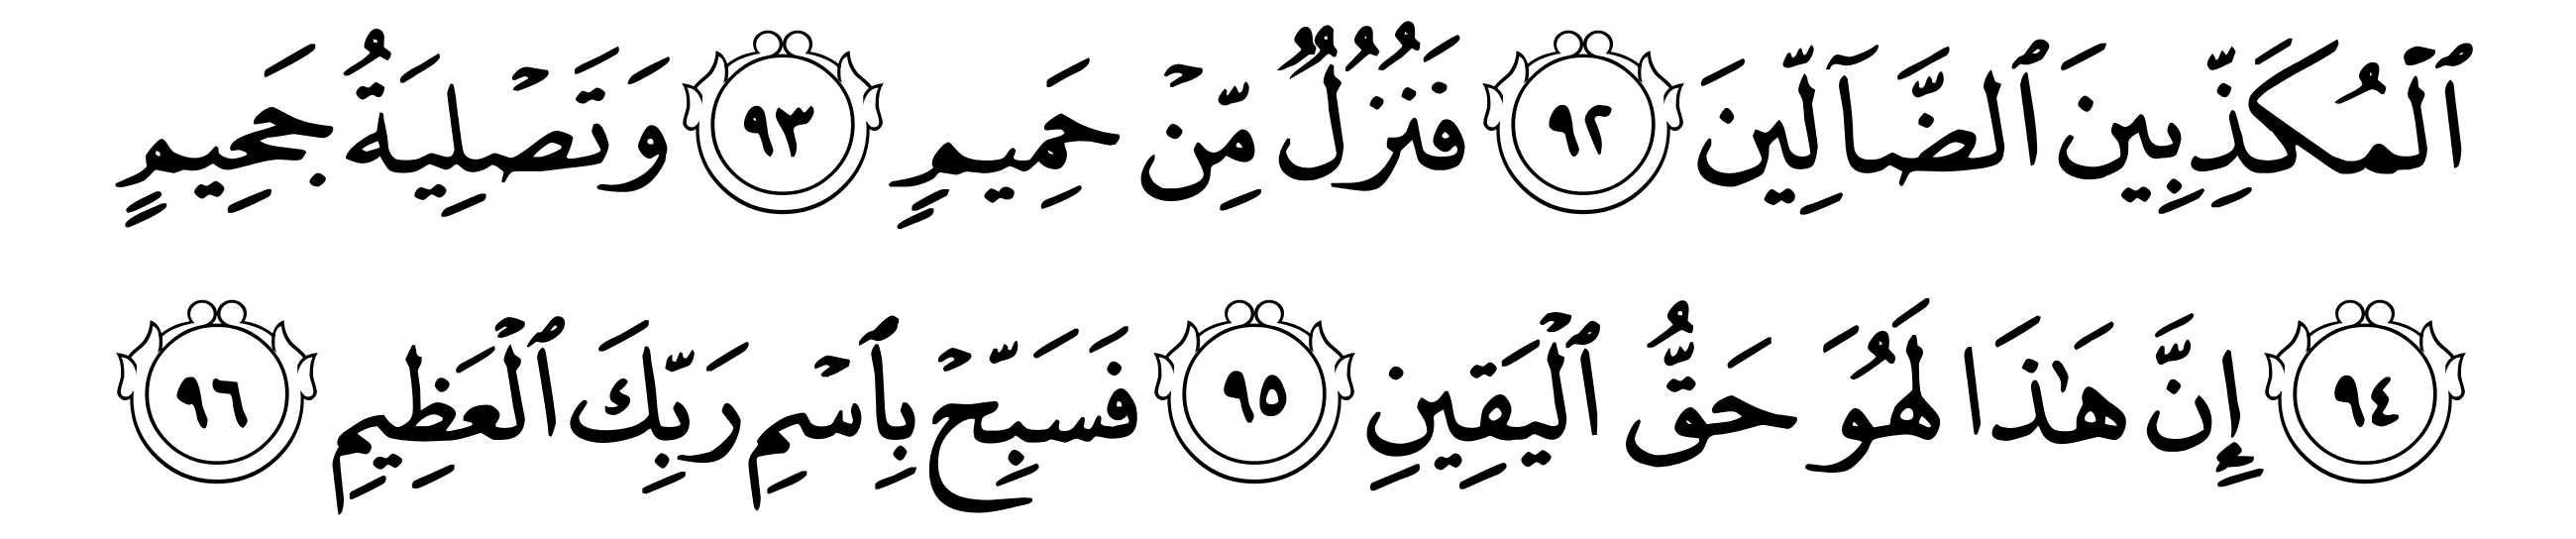 ٱلۡمُكَذِّبِينَ ٱلضَّآلِّينَ ٩٢ فَنُزُلٞ مِّنۡ حَمِيمٖ ٩٣ وَتَصۡلِيَةُ جَحِيمٍ
٩٤ إِنَّ هَٰذَا لَهُوَ حَقُّ ٱلۡيَقِينِ ٩٥ فَسَبِّحۡ بِٱسۡمِ رَبِّكَ ٱلۡعَظِيمِ ٩٦